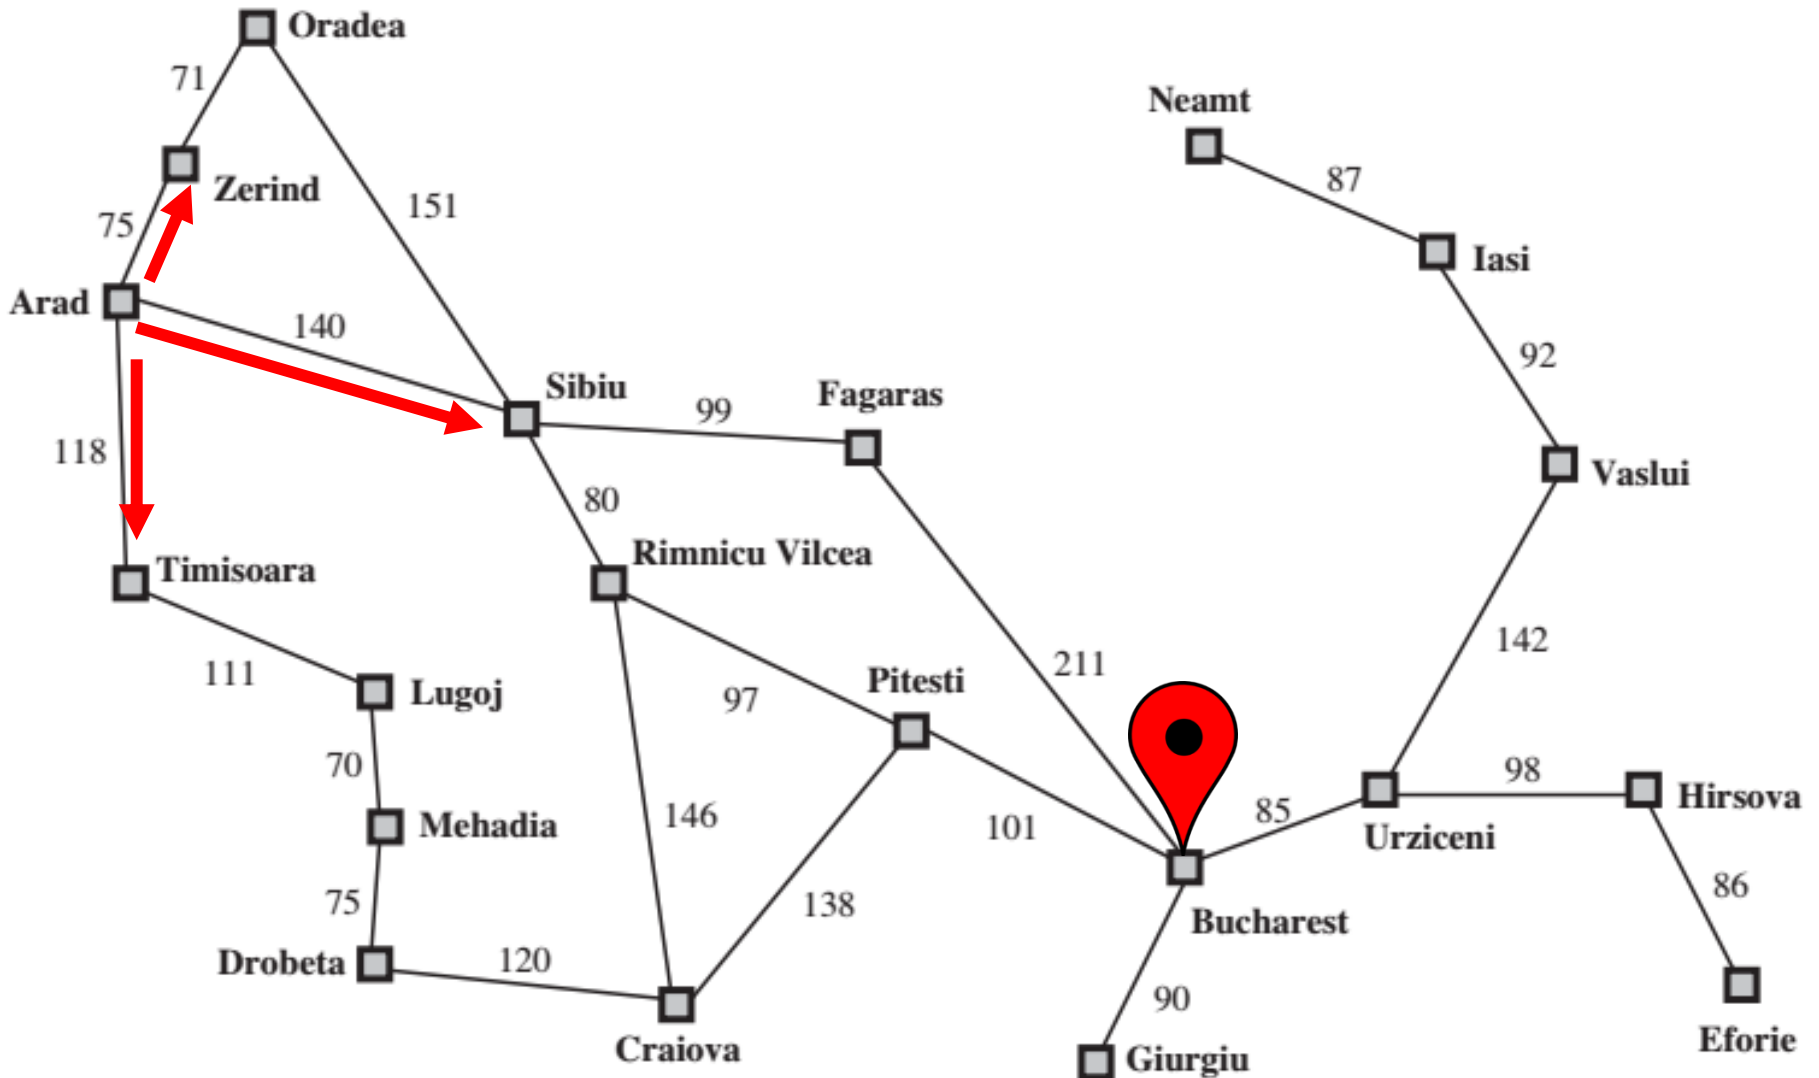 Oradea
71
Neamt
Zerind
87
151
75
Iasi
Arad
140
92
Sibiu
Fagaras
99
118
Vaslui
80
Rimnicu Vilcea
Timisoara
142
211
111
Pitesti
Lugoj
97
70
98
Hirsova
146
101
85
Mehadia
Urziceni
86
75
138
Bucharest
Drobeta
120
90
Eforie
Craiova
Giurgiu